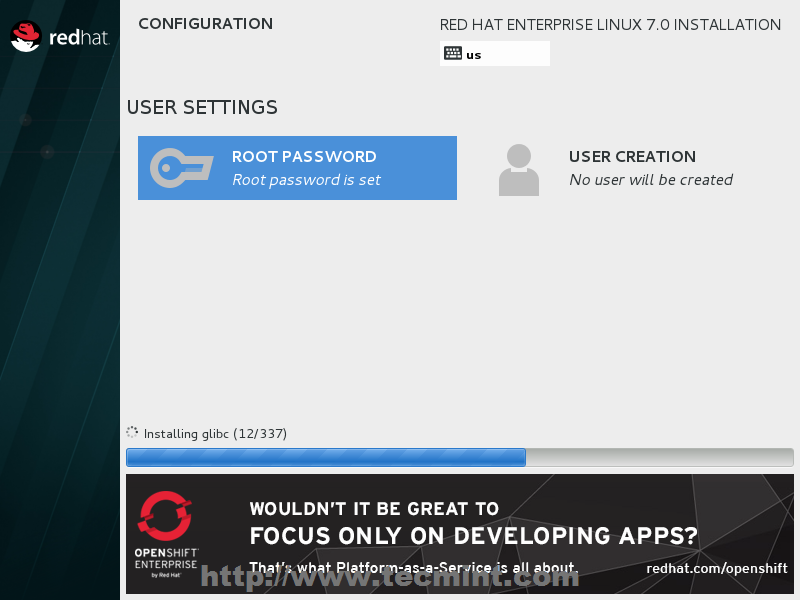 redhat.
CONFIGURATION
RED HAT ENTERPRISE LINUX 7.0 INSTALLATION
us
USER SETTINGS
ROOT PASSWORD
Root password is set
USER CREATION
No user will be created
Installing glibc (12/337)
WOULDN'T IT BE GREAT TO
FOCUS ONLY ON DEVELOPING APPS?
That's what Platform-as-a-Service is all about.
redhat.com/openshift
OPENSHIFT
ENTERPRISE
by Red Hat
http://www.tecmint.com